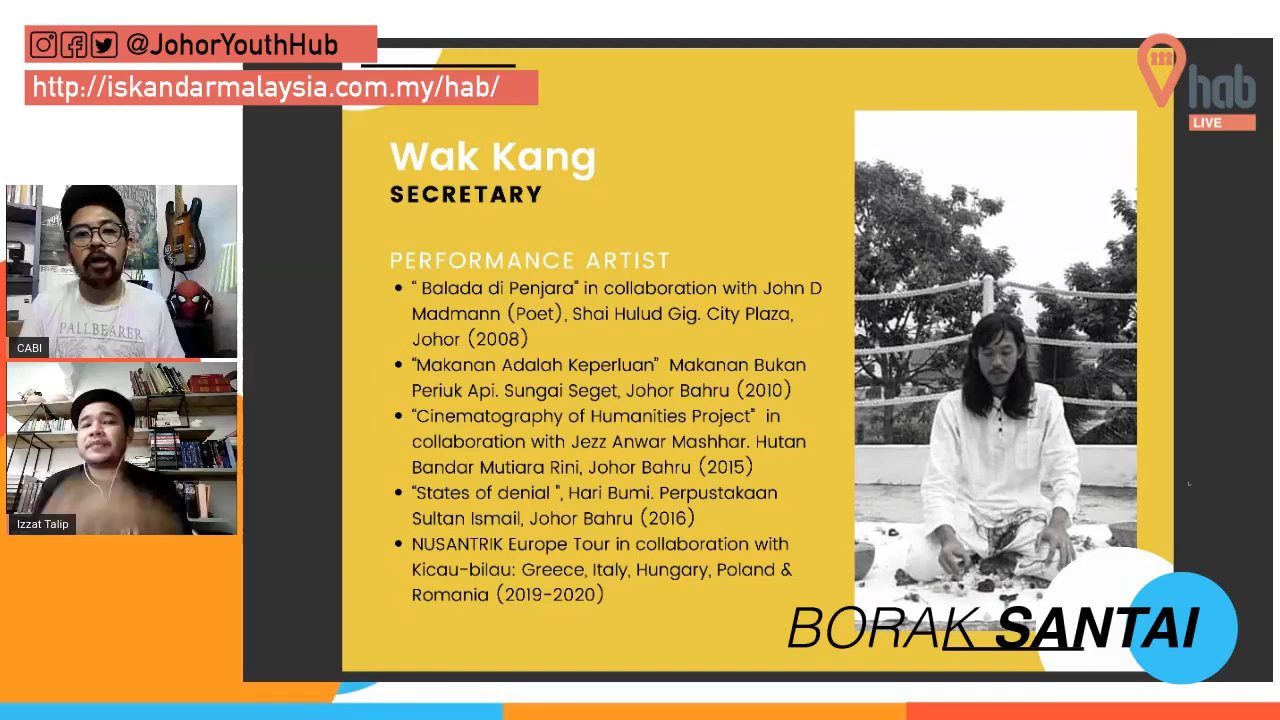 @JohorYouthHub
http://iskandarmalaysia.com.my/hab/
hab
LIVE
Wak Kang
SECRETARY
PERFORMANCE ARTIST
• " Balada di Penjara" in collaboration with John D
Madmann (Poet), Shai Hulud Gig. City Plaza,
Johor (2008)
• “Makanan Adalah Keperluan”  Makanan Bukan
Periuk Api. Sungai Seget, Johor Bahru (2010)
• “Cinematography of Humanities Project"  in
collaboration with Jezz Anwar Mashhar. Hutan
Bandar Mutiara Rini, Johor Bahru (2015)
• “States of denial ", Hari Bumi. Perpustakaan
Sultan Ismail, Johor Bahru (2016)
• NUSANTRIK Europe Tour in collaboration with
Kicau-bilau: Greece, Italy, Hungary, Poland &
Romania (2019-2020)
PALLBEARER
CABI
Izzat Talip
BORAK SANTAI